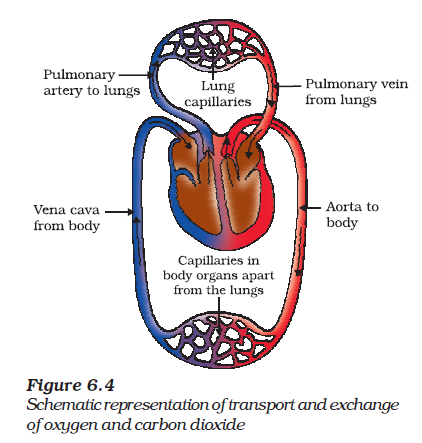 Pulmonary
artery to lungs
Lung
capillaries
Pulmonary vein
from lungs
Vena cava
from body
Aorta to
body
Capillaries in
body organs apart
from the lungs
Figure 6.4
Schematic representation of transport and exchange
of oxygen and carbon dioxide